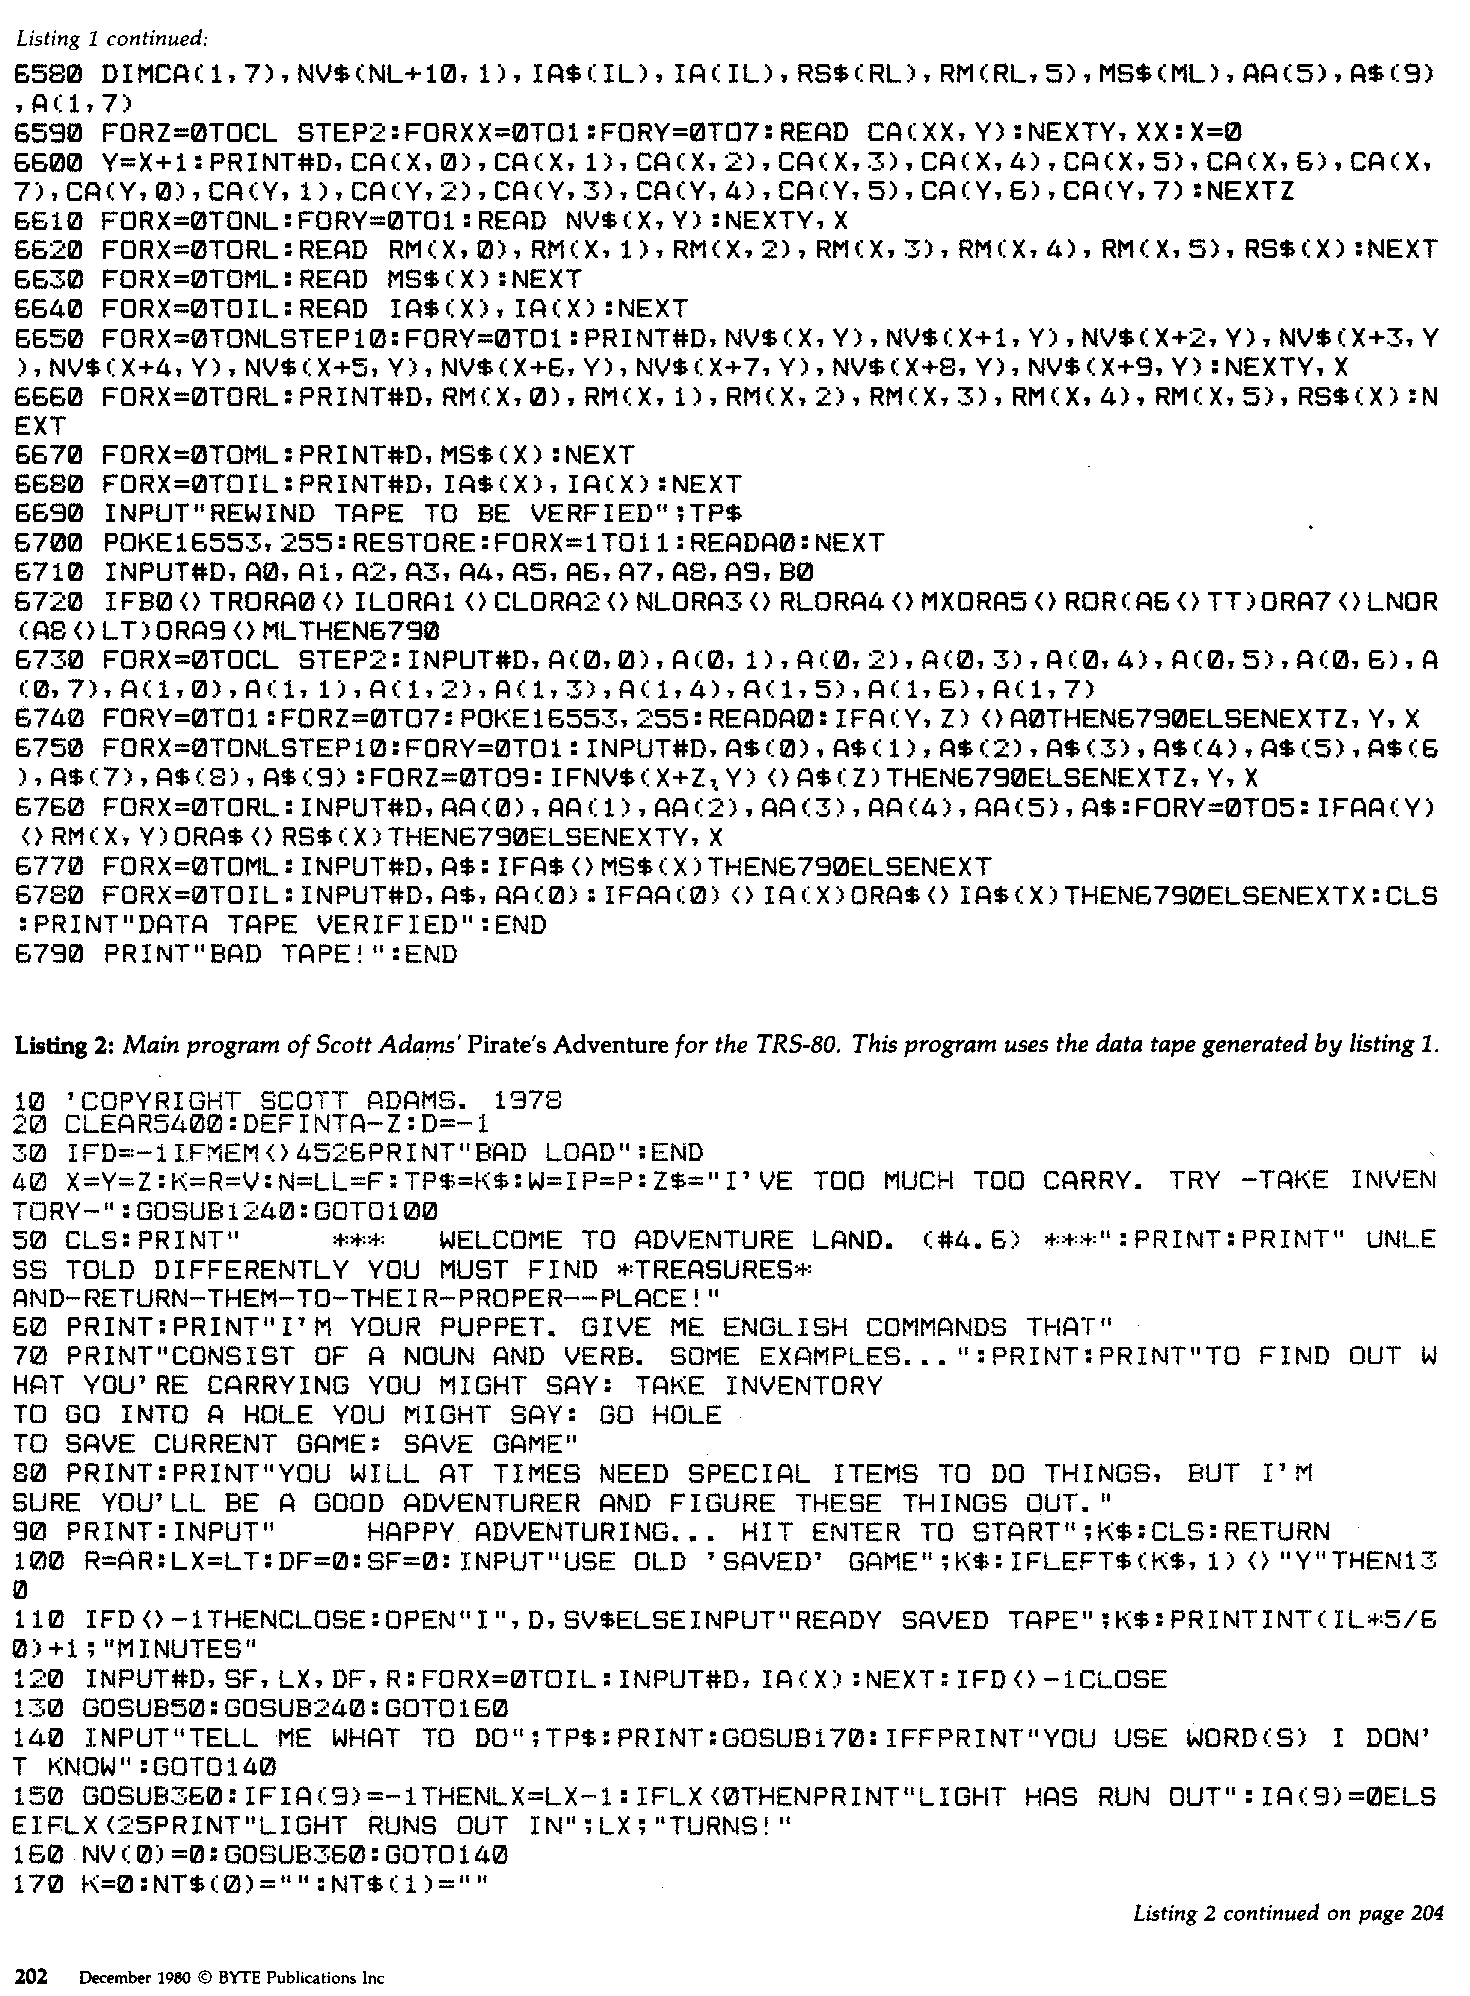 Listing 1 continued:
6580 DIMCA(1,7),NV$(NL+10,1),IA$(IL),IA(IL),RS$(RL),RM(RL,5),MS$(ML),AA(5),A$(9)
,A(1,7)
6590 FORZ=0TOCL STEP2:FORXX=0TO1:FORY=0TO7:READ CA(XX,Y):NEXTY,XX:X=0
6600 Y=X+1:PRINT#D,CA(X,0),CA(X,1),CA(X,2),CA(X,3),CA(X,4),CA(X,5),CA(X,6),CA(X,
7),CA(Y,0),CA(Y,1),CA(Y,2),CA(Y,3),CA(Y,4),CA(Y,5),CA(Y,6),CA(Y,7):NEXTZ
6610 FORX=0TONL:FORY=0TO1:READ NV$(X,Y):NEXTY,X
6620 FORX=0TORL:READ RM(X,0),RM(X,1),RM(X,2),RM(X,3),RM(X,4),RM(X,5),RS$(X):NEXT
6630 FORX=0TOML:READ MS$(X):NEXT
6640 FORX=0TOIL:READ IA$(X),IA(X):NEXT
6650 FORX=0TONLSTEP10:FORY=0TO1:PRINT#D,NV$(X,Y),NV$(X+1,Y),NV$(X+2,Y),NV$(X+3,Y
),NV$(X+4,Y),NV$(X+5,Y),NV$(X+6,Y),NV$(X+7,Y),NV$(X+8,Y),NV$(X+9,Y):NEXTY,X
6660 FORX=0TORL:PRINT#D,RM(X,0),RM(X,1),RM(X,2),RM(X,3),RM(X,4),RM(X,5),RS$(X):N
EXT
6670 FORX=0TOML:PRINT#D,MS$(X):NEXT
6680 FORX=0TOIL:PRINT#D,IA$(X),IA(X):NEXT
6690 INPUT"REWIND TAPE TO BE VERFIED";TP$
6700 POKE16553,255:RESTORE:FORX=1TO11:READA0:NEXT
6710 INPUT#D,A0,A1,A2,A3,A4,A5,A6,A7,A8,A9,B0
6720 IFB0<>TRORA0<>ILORA1<>CLORA2<>NLORA3<>RLORA4<>MXORA5<>ROR(A6<>TT)ORA7<>LNOR
(A8<>LT)ORA9<>MLTHEN6790
6730 FORX=0TOCL STEP2:INPUT#D,A(0,0),A(0,1),A(0,2),A(0,3),A(0,4),A(0,5),A(0,6),A
(0,7),A(1,0),A(1,1),A(1,2),A(1,3),A(1,4),A(1,5),A(1,6),A(1,7)
6740 FORY=0TO1:FORZ=0TO7:POKE16553,255:READA0:IFA(Y,Z)<>A0THEN6790ELSENEXTZ,Y,X
6750 FORX=0TONLSTEP10:FORY=0TO1:INPUT#D,A$(0),A$(1),A$(2),A$(3),A$(4),A$(5),A$(6
),A$(7),A$(8),A$(9):FORZ=0TO9:IFNV$(X+Z,Y)<>A$(Z)THEN6790ELSENEXTZ,Y,X
6760 FORX=0TORL:INPUT#D,AA(0),AA(1),AA(2),AA(3),AA(4),AA(5),A$:FORY=0TO5:IFAA(Y)
<>RM(X,Y)ORA$<>RS$(X)THEN6790ELSENEXTY,X
6770 FORX=0TOML:INPUT#D,A$:IFA$<>MS$(X)THEN6790ELSENEXT
6780 FORX=0TOIL:INPUT#D,A$,AA(0):IFAA(0)<>IA(X)ORA$<>IA$(X)THEN6790ELSENEXTX:CLS
:PRINT"DATA TAPE VERIFIED":END
6790 PRINT"BAD TAPE!":END
Listing 2: Main program of Scott Adams' Pirate's Adventure for the TRS-80. This program uses the data tape generated by listing 1.
10 'COPYRIGHT SCOTT ADAMS. 1978
20 CLEAR5400:DEFINTA-Z:D=-1
30 IFD=-1IFMEM<>4526PRINT"BAD LOAD":END
40 X=Y=Z:K=R=V:N=LL=F:TP$=K$:W=IP=P:Z$="I'VE TOO MUCH TOO CARRY. TRY -TAKE INVEN
TORY-":GOSUB1240:GOTO100
50 CLS:PRINT"     ***   WELCOME TO ADVENTURE LAND. (#4.6) ***":PRINT:PRINT" UNLE
SS TOLD DIFFERENTLY YOU MUST FIND *TREASURES*
AND-RETURN-THEM-TO-THEIR-PROPER--PLACE!"
60 PRINT:PRINT"I'M YOUR PUPPET. GIVE ME ENGLISH COMMANDS THAT"
70 PRINT"CONSIST OF A NOUN AND VERB. SOME EXAMPLES...":PRINT:PRINT"TO FIND OUT W
HAT YOU'RE CARRYING YOU MIGHT SAY: TAKE INVENTORY
TO GO INTO A HOLE YOU MIGHT SAY: GO HOLE
TO SAVE CURRENT GAME: SAVE GAME"
80 PRINT:PRINT"YOU WILL AT TIMES NEED SPECIAL ITEMS TO DO THINGS, BUT I'M
SURE YOU'LL BE A GOOD ADVENTURER AND FIGURE THESE THINGS OUT."
90 PRINT:INPUT"     HAPPY ADVENTURING... HIT ENTER TO START";K$:CLS:RETURN
100 R=AR:LX=LT:DF=0:SF=0:INPUT"USE OLD 'SAVED' GAME";K$:IFLEFT$(K$,1)<>"Y"THEN13
0
110 IFD<>-1THENCLOSE:OPEN"I",D,SV$ELSEINPUT"READY SAVED TAPE";K$:PRINTINT(IL*5/6
0)+1;"MINUTES"
120 INPUT#D,SF,LX,DF,R:FORX=0TOIL:INPUT#D,IA(X):NEXT:IFD<>-1CLOSE
130 GOSUB50:GOSUB240:GOTO160
140 INPUT"TELL ME WHAT TO DO";TP$:PRINT:GOSUB170:IFFPRINT"YOU USE WORD(S) I DON'
T KNOW":GOTO140
150 GOSUB360:IFIA(9)=-1THENLX=LX-1:IFLX<0THENPRINT"LIGHT HAS RUN OUT":IA(9)=0ELS
EIFLX<25PRINT"LIGHT RUNS OUT IN";LX;"TURNS!"
160 NV(0)=0:GOSUB360:GOTO140
170 K=0:NT$(0)="":NT$(1)=""
Listing 2 continued on page 204
202 December 1980 © BYTE Publications Inc